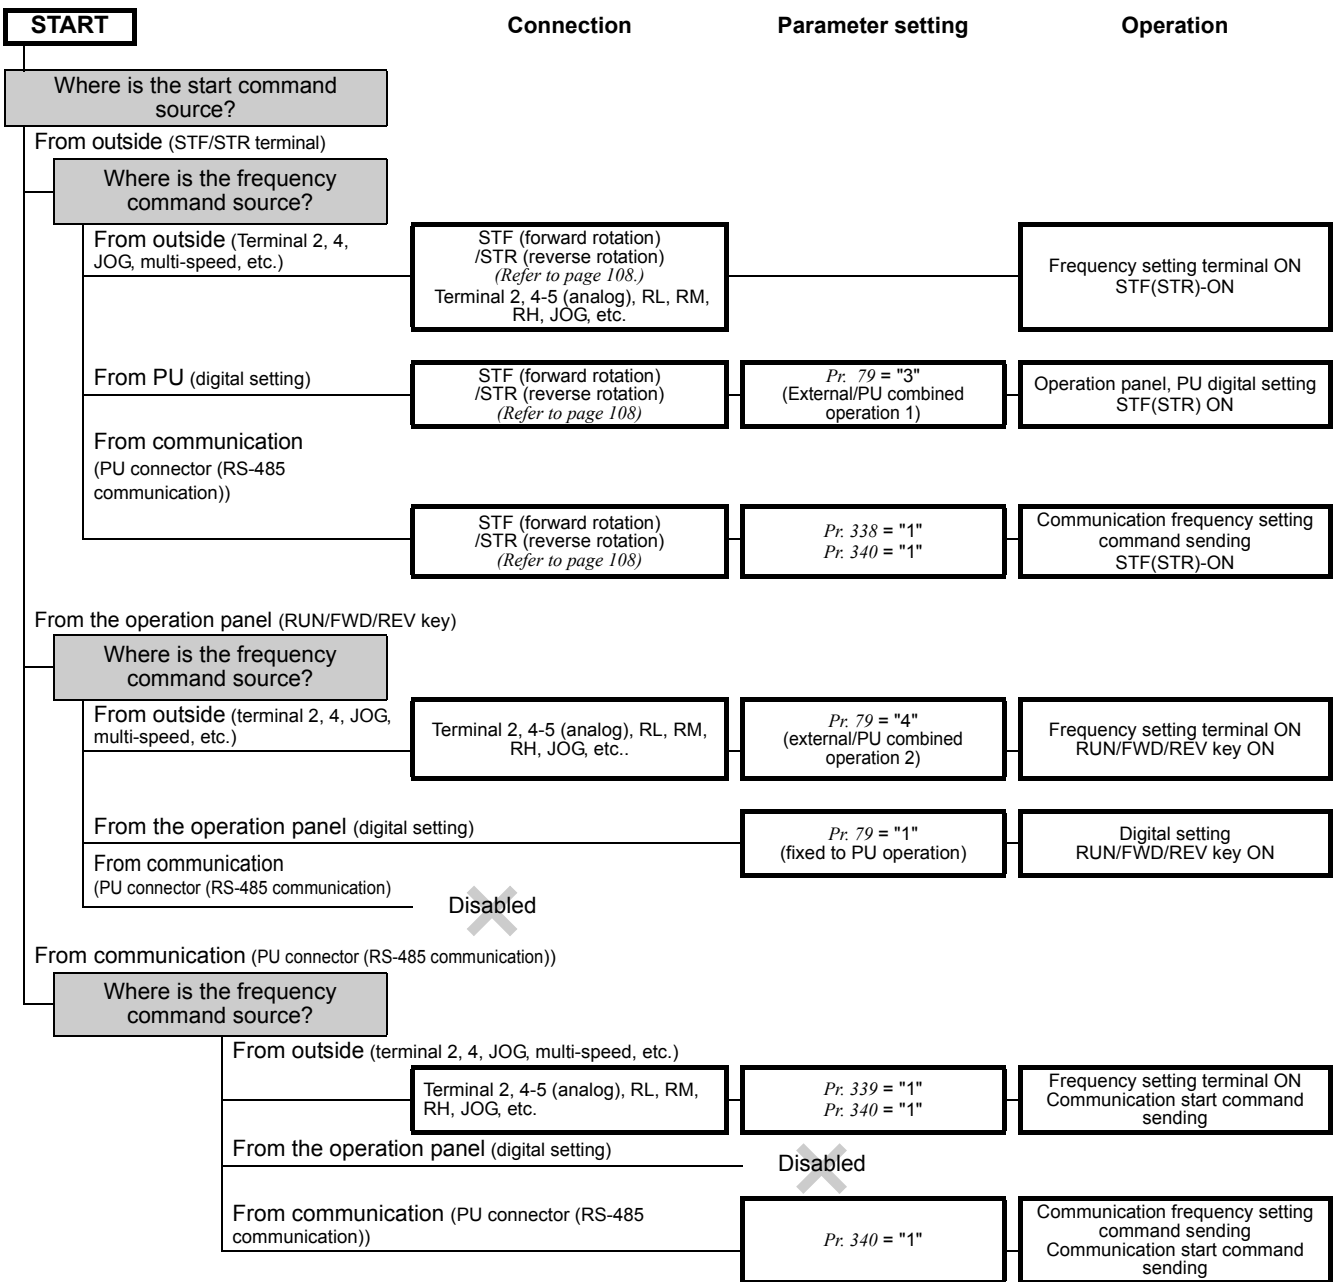 START
Connection
Parameter setting
Operation
Where is the start command
source?
From outside (STF/STR terminal)
Where is the frequency
command source?
From outside (Terminal 2, 4,
JOG, multi-speed, etc.)
STF (forward rotation)
/STR (reverse rotation)
(Refer to page 108.)
Terminal 2, 4-5 (analog), RL, RM,
RH, JOG, etc.
Frequency setting terminal ON
STF(STR)-ON
From PU (digital setting)
STF (forward rotation)
/STR (reverse rotation)
(Refer to page 108)
Pr. 79 = "3"
(External/PU combined
operation 1)
Operation panel, PU digital setting
STF(STR) ON
From communication
(PU connector (RS-485
communication))
STF (forward rotation)
/STR (reverse rotation)
(Refer to page 108)
Pr. 338 = "1"
Pr. 340 = "1"
Communication frequency setting
command sending
STF(STR)-ON
From the operation panel (RUN/FWD/REV key)
Where is the frequency
command source?
From outside (terminal 2, 4, JOG,
multi-speed, etc.)
Terminal 2, 4-5 (analog), RL, RM,
RH, JOG, etc..
Pr. 79 = "4"
(external/PU combined
operation 2)
Frequency setting terminal ON
RUN/FWD/REV key ON
From the operation panel (digital setting)
Pr. 79 = "1"
(fixed to PU operation)
Digital setting
RUN/FWD/REV key ON
From communication
(PU connector (RS-485 communication)
Disabled
From communication (PU connector (RS-485 communication))
Where is the frequency
command source?
From outside (terminal 2, 4, JOG, multi-speed, etc.)
Terminal 2, 4-5 (analog), RL, RM,
RH, JOG, etc.
Pr. 339 = "1"
Pr. 340 = "1"
Frequency setting terminal ON
Communication start command
sending
From the operation panel (digital setting)
Disabled
From communication (PU connector (RS-485
communication))
Pr. 340 = "1"
Communication frequency setting
command sending
Communication start command
sending